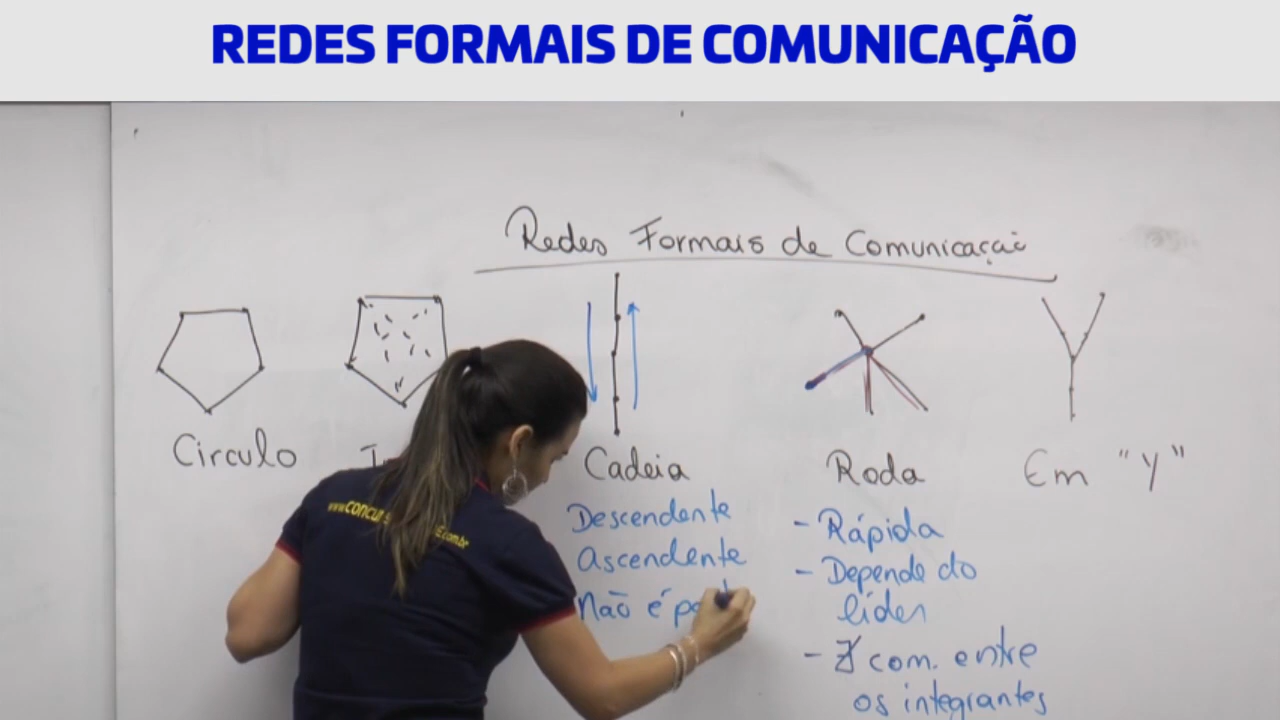 REDES FORMAIS DE COMUNICAÇÃO
Redes Formais de Comunicação
Circulo
Cadeia
Roda
Em "Y"
Descendente
Ascendente
Não é
- Rápida
- Depende do
líder
- ∄ com. entre
os integrantes